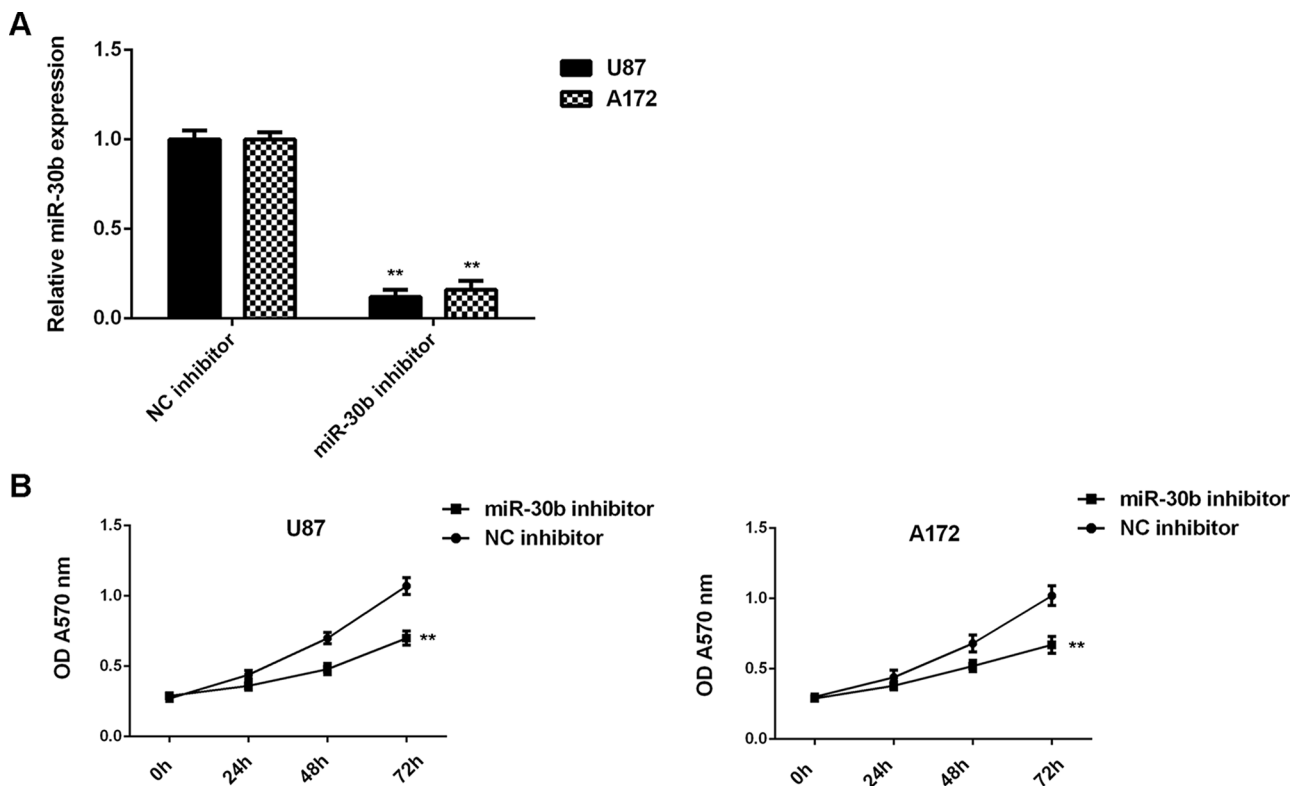 A
Relative miR-30b expression
1.5
1.0
0.5
0.0
U87
A172
**
**
NC inhibitor
miR-30b inhibitor
B
U87
miR-30b inhibitor
NC inhibitor
OD A570 nm
1.5
1.0
0.5
0.0
**
0h
24h
48h
72h
A172
miR-30b inhibitor
NC inhibitor
OD A570 nm
1.5
1.0
0.5
0.0
**
0h
24h
48h
72h